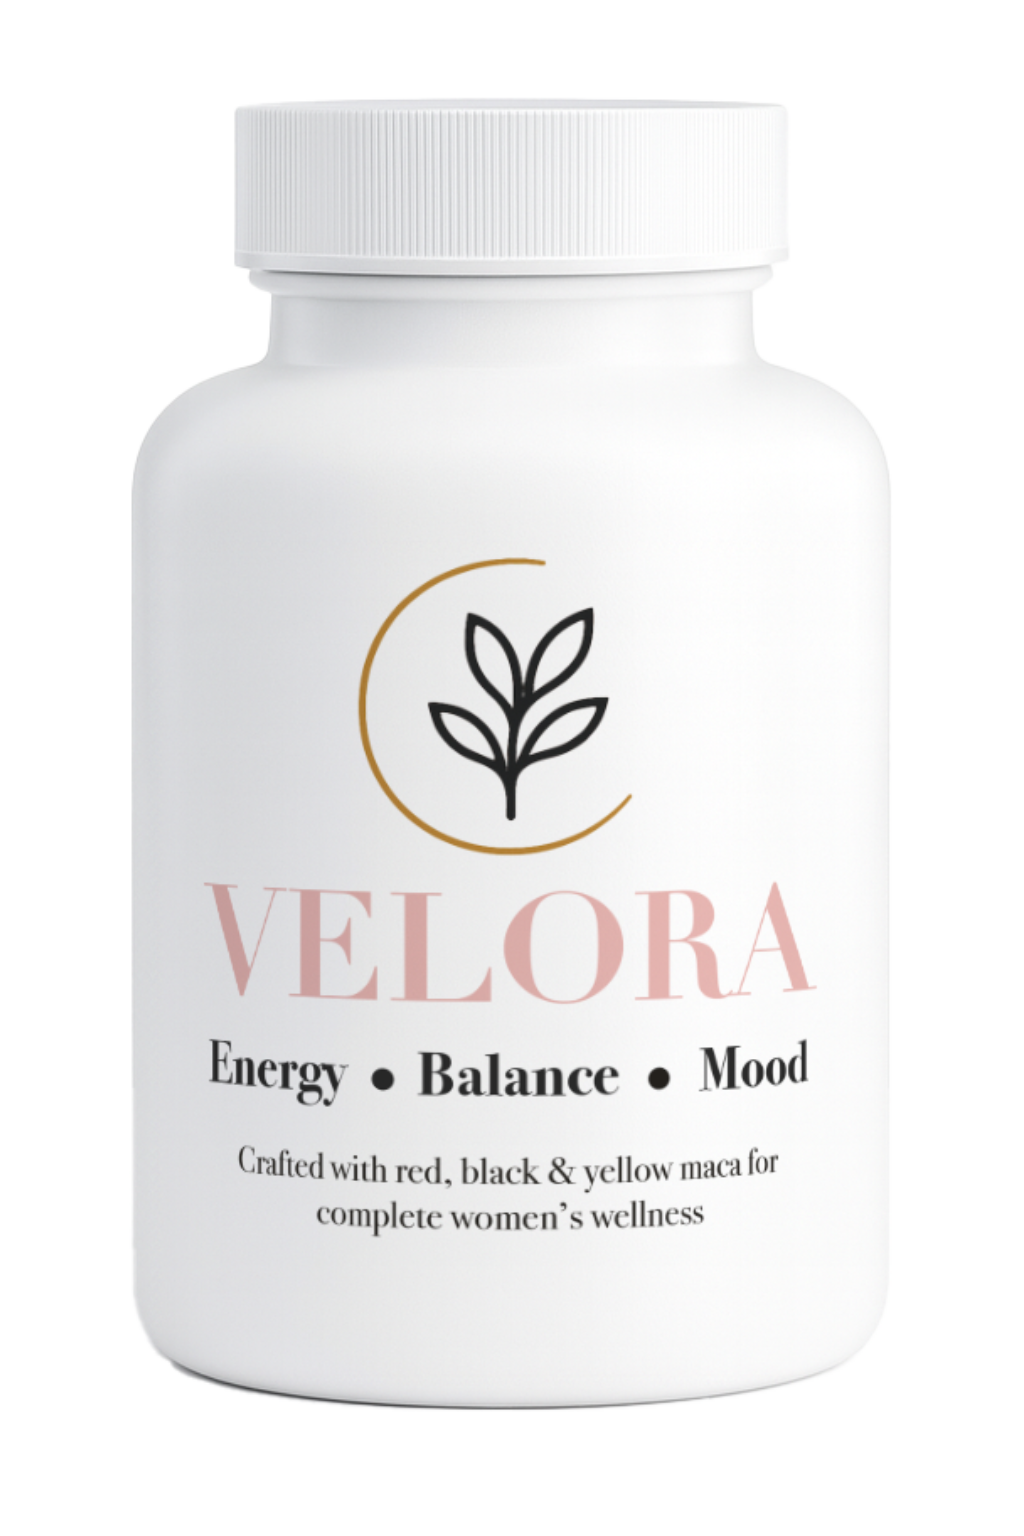 VELORA
Energy • Balance • Mood
Crafted with red, black & yellow maca for
complete women's wellness